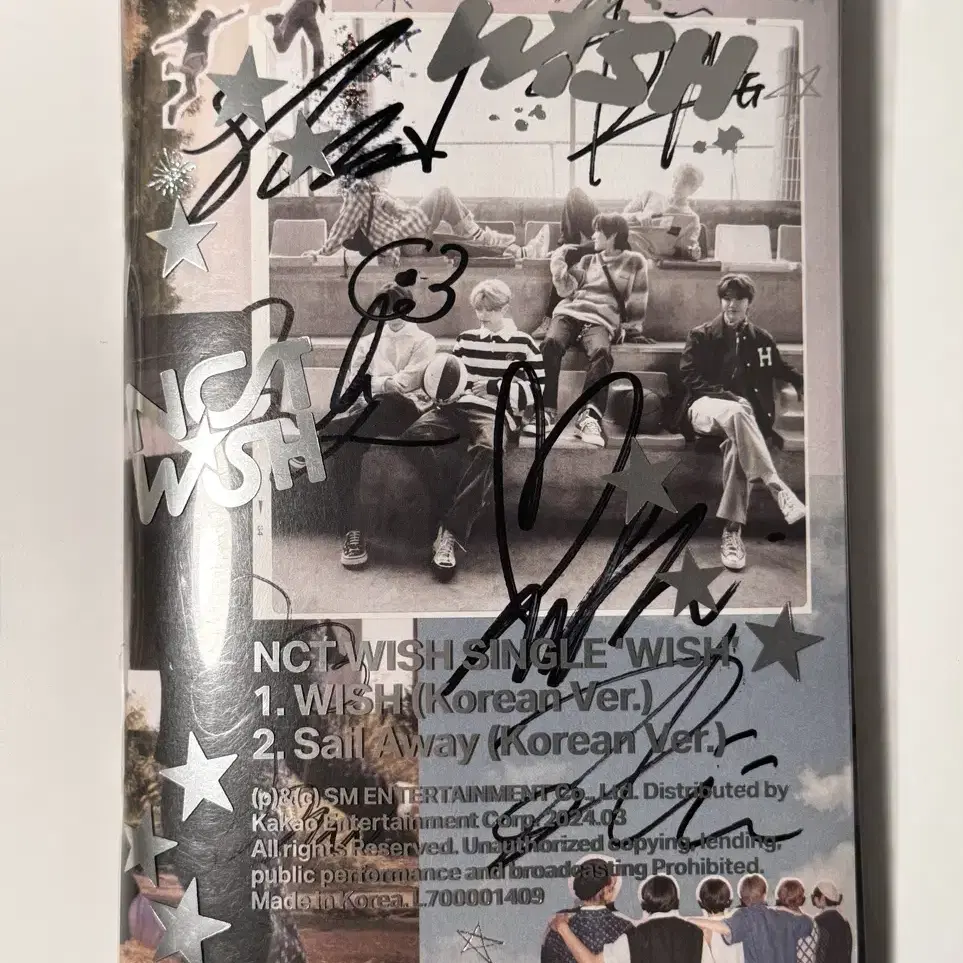 WISH
G
H
NCT
WISH
NCT WISH SINGLE 'WISH'
1. WISH (Korean Ver.)
2. Sail Away (Korean Ver.)
(p)&(c) SM ENTERTAINMENT Co., Ltd. Distributed by
Kakao Entertainment Corp. 2024.03
All rights Reserved. Unauthorized copying, lending,
public performance and broadcasting Prohibited.
Made in Korea. L700001409